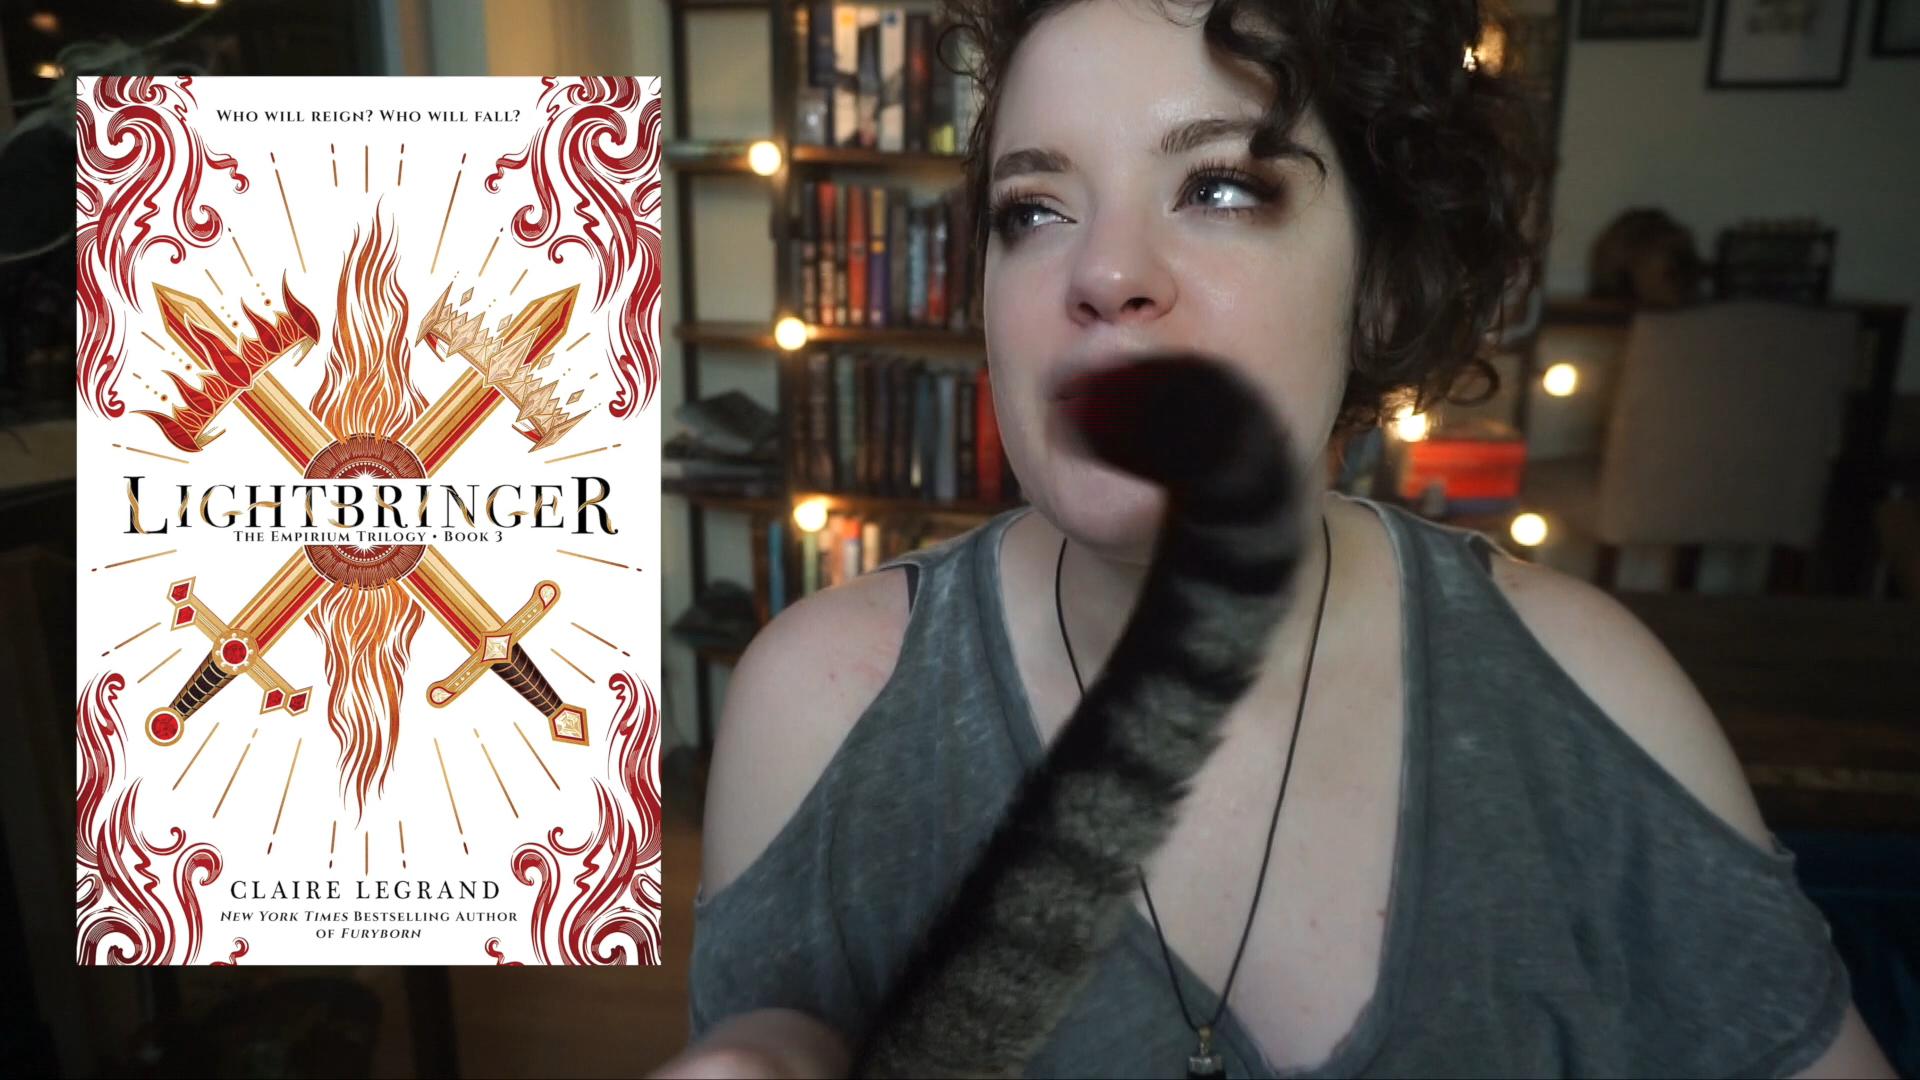 WHO WILL REIGN? WHO WILL FALL?
LIGHTBRINGER
THE EMPIRIUM TRILOGY • BOOK 3
CLAIRE LEGRAND
NEW YORK TIMES BESTSELLING AUTHOR
OF FURYBORN